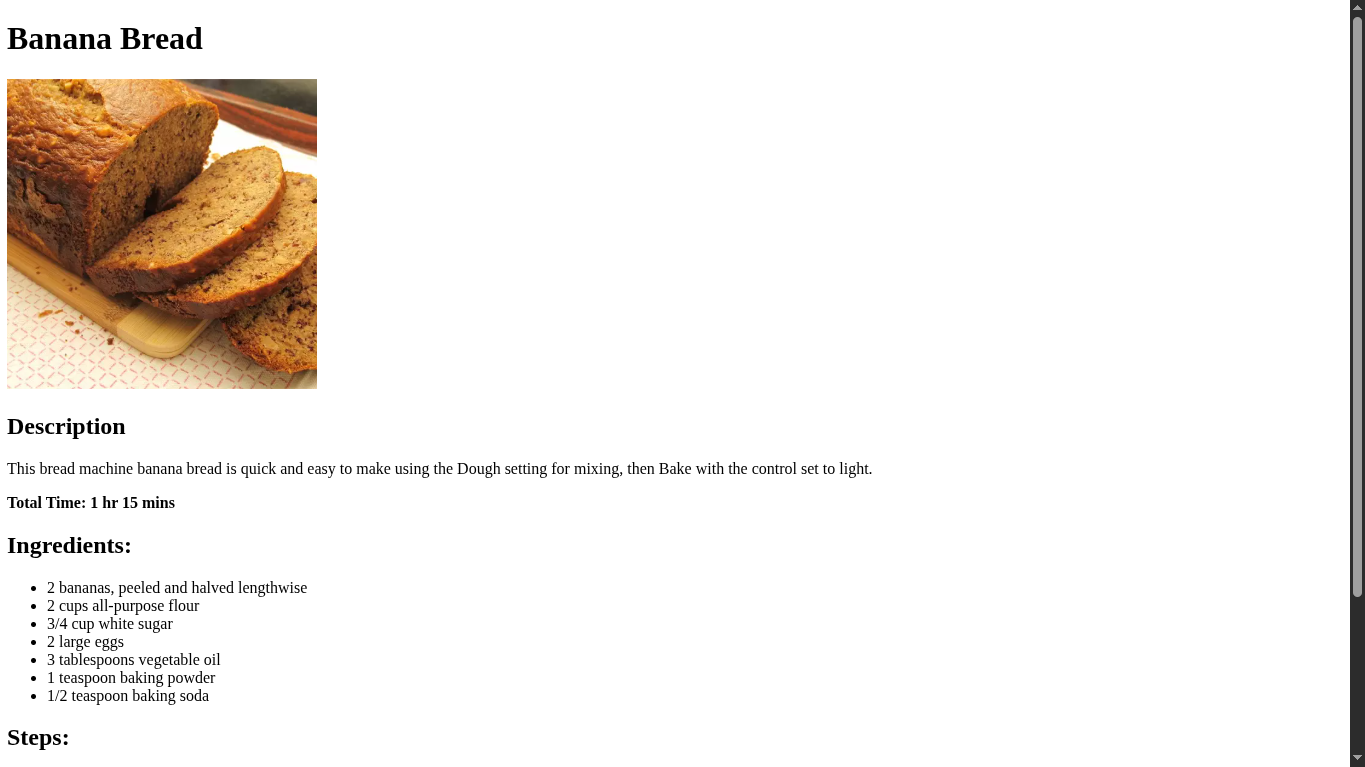 Banana Bread
Description
This bread machine banana bread is quick and easy to make using the Dough setting for mixing, then Bake with the control set to light.
Total Time: 1 hr 15 mins
Ingredients:
2 bananas, peeled and halved lengthwise
2 cups all-purpose flour
3/4 cup white sugar
2 large eggs
3 tablespoons vegetable oil
1 teaspoon baking powder
1/2 teaspoon baking soda
Steps: